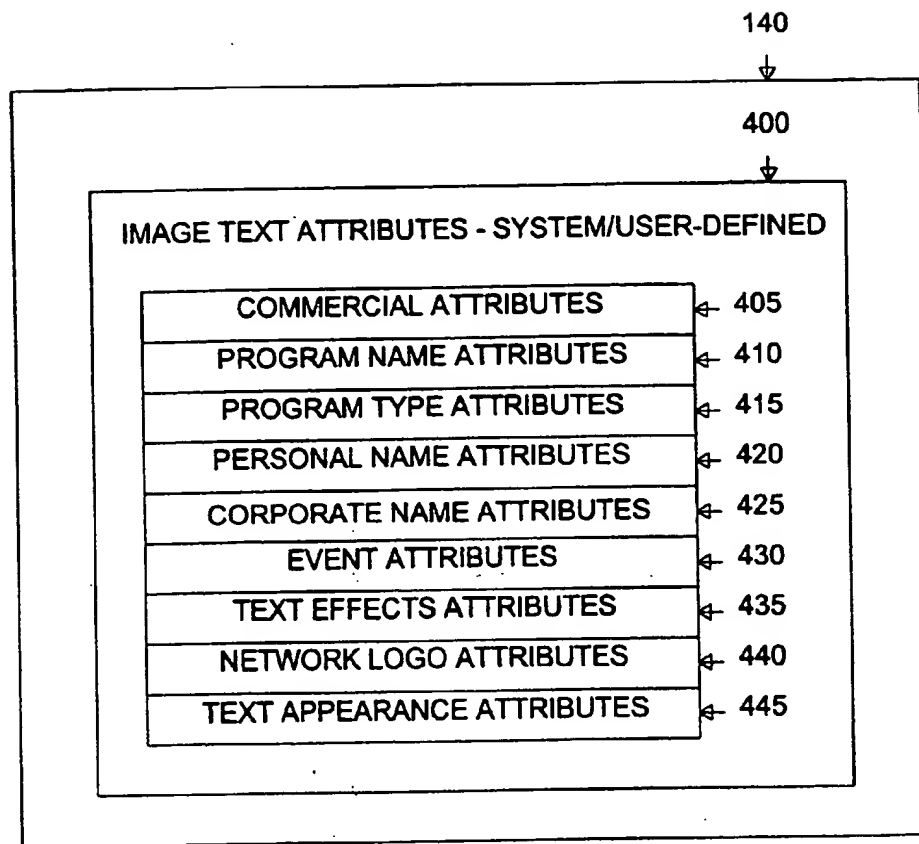 140
400
IMAGE TEXT ATTRIBUTES - SYSTEM/USER-DEFINED
COMMERCIAL ATTRIBUTES 405
PROGRAM NAME ATTRIBUTES 410
PROGRAM TYPE ATTRIBUTES 415
PERSONAL NAME ATTRIBUTES 420
CORPORATE NAME ATTRIBUTES 425
EVENT ATTRIBUTES 430
TEXT EFFECTS ATTRIBUTES 435
NETWORK LOGO ATTRIBUTES 440
TEXT APPEARANCE ATTRIBUTES 445